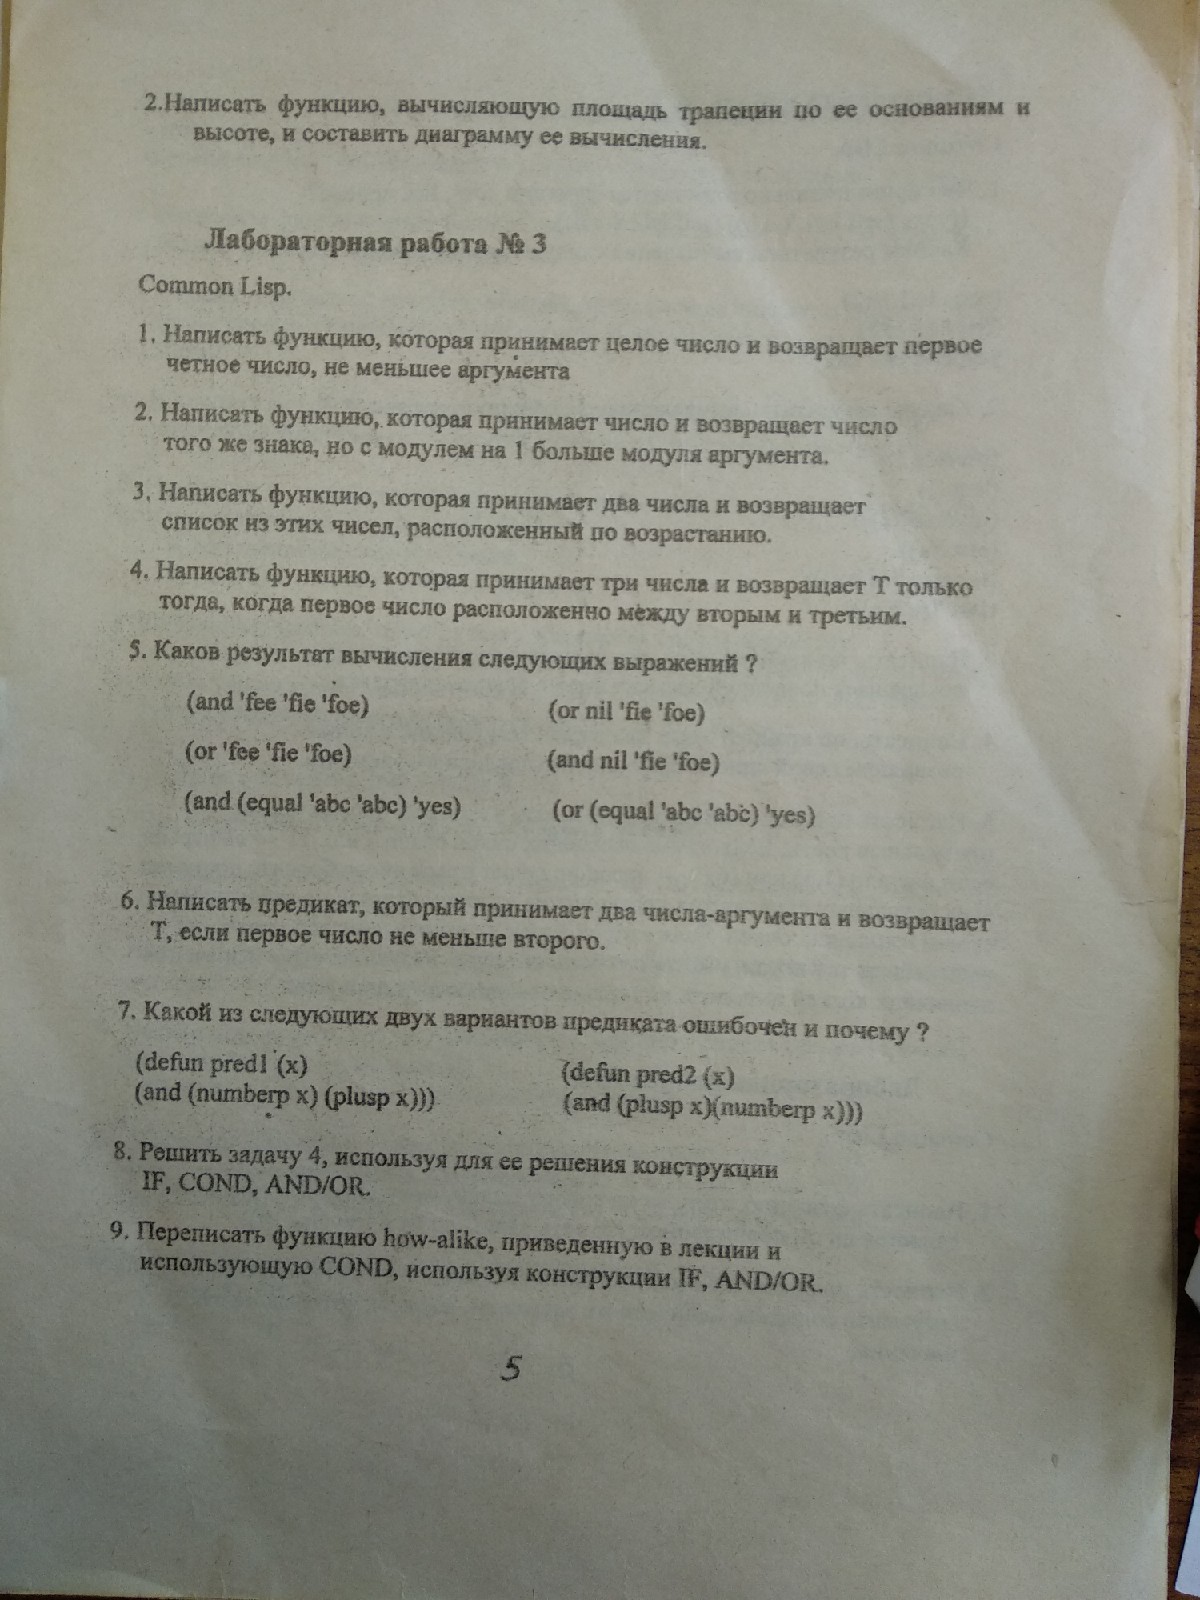 2.Написать функцию, вычисляющую площадь трапеции по ее основаниям и
высоте, и составить диаграмму ее вычисления.
Лабораторная работа № 3
Common Lisp.
1. Написать функцию, которая принимает целое число и возвращает первое
четное число, не меньшее аргумента
2. Написать функцию, которая принимает число и возвращает число
того же знака, но с модулем на 1 больше модуля аргумента.
3. Написать функцию, которая принимает два числа и возвращает
список из этих чисел, расположенный по возрастанию.
4. Написать функцию, которая принимает три числа и возвращает Т только
тогда, когда первое число расположенно между вторым и третьим.
5. Каков результат вычисления следующих выражений ?
(and 'fee 'fie 'foe) (or nil 'fie 'foe)
(or 'fee 'fie 'foe) (and nil 'fie 'foe)
(and (equal 'abc 'abc) 'yes) (or (equal 'abc 'abc) 'yes)
6. Написать предикат, который принимает два числа-аргумента и возвращает
Т, если первое число не меньше второго.
7. Какой из следующих двух вариантов предиката ошибочен и почему ?
(defun pred1 (x) (defun pred2 (x)
(and (numberp x) (plusp x))) (and (plusp x)(numberp x)))
8. Решить задачу 4, используя для ее решения конструкции
IF, COND, AND/OR.
9. Переписать функцию how-alike, приведенную в лекции и
использующую COND, используя конструкции IF, AND/OR.
5